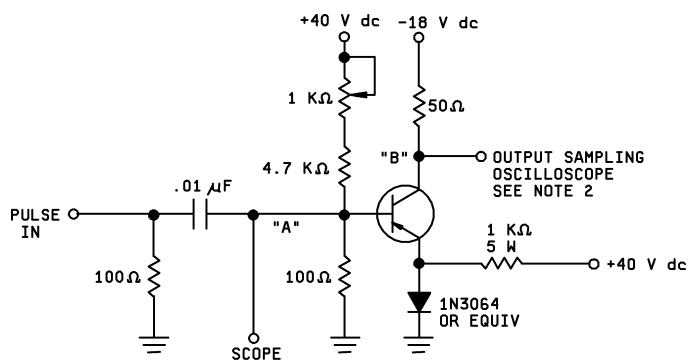 +40 V dc
-18 V dc
1 KΩ
50Ω
4.7 KΩ
"B"
OUTPUT SAMPLING
OSCILLOSCOPE
SEE NOTE 2
.01 μF
PULSE
IN
"A"
1 KΩ
5 W
+40 V dc
100Ω
100Ω
1N3064
OR EQUIV
SCOPE